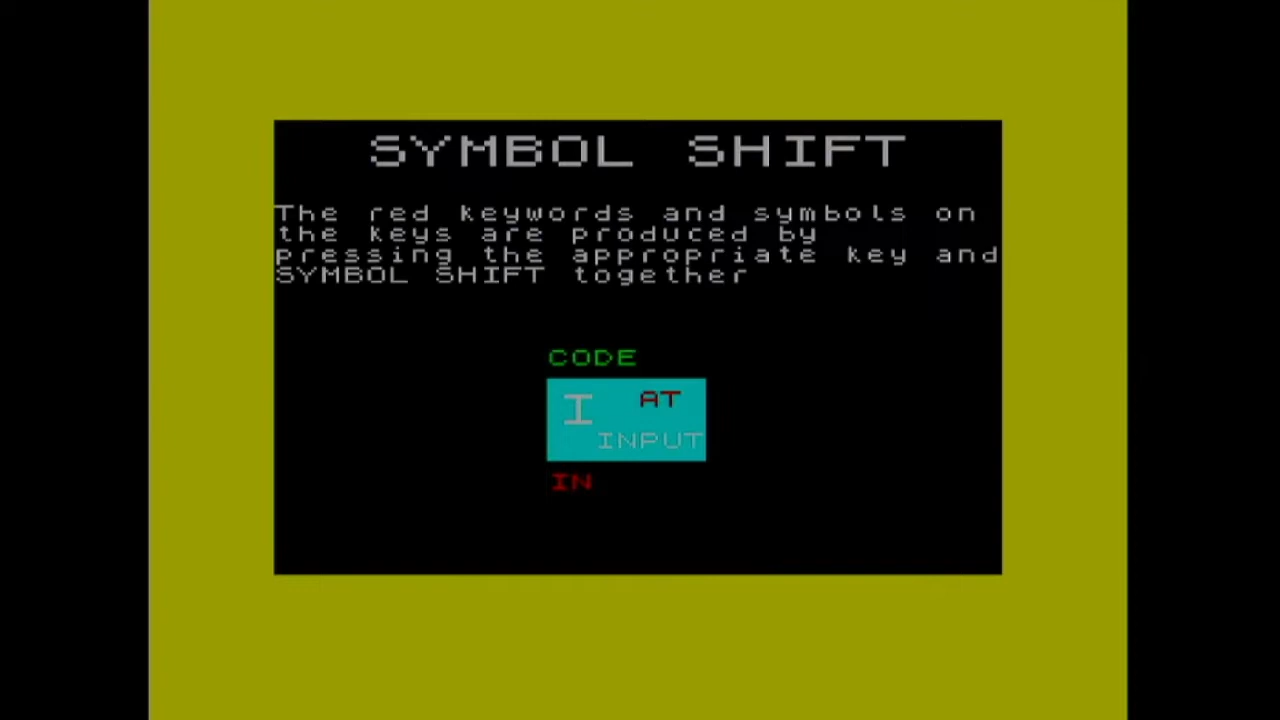 SYMBOL SHIFT
The red keywords and symbols on
the keys are produced by
pressing the appropriate key and
SYMBOL SHIFT together
CODE
I AT
INPUT
IN